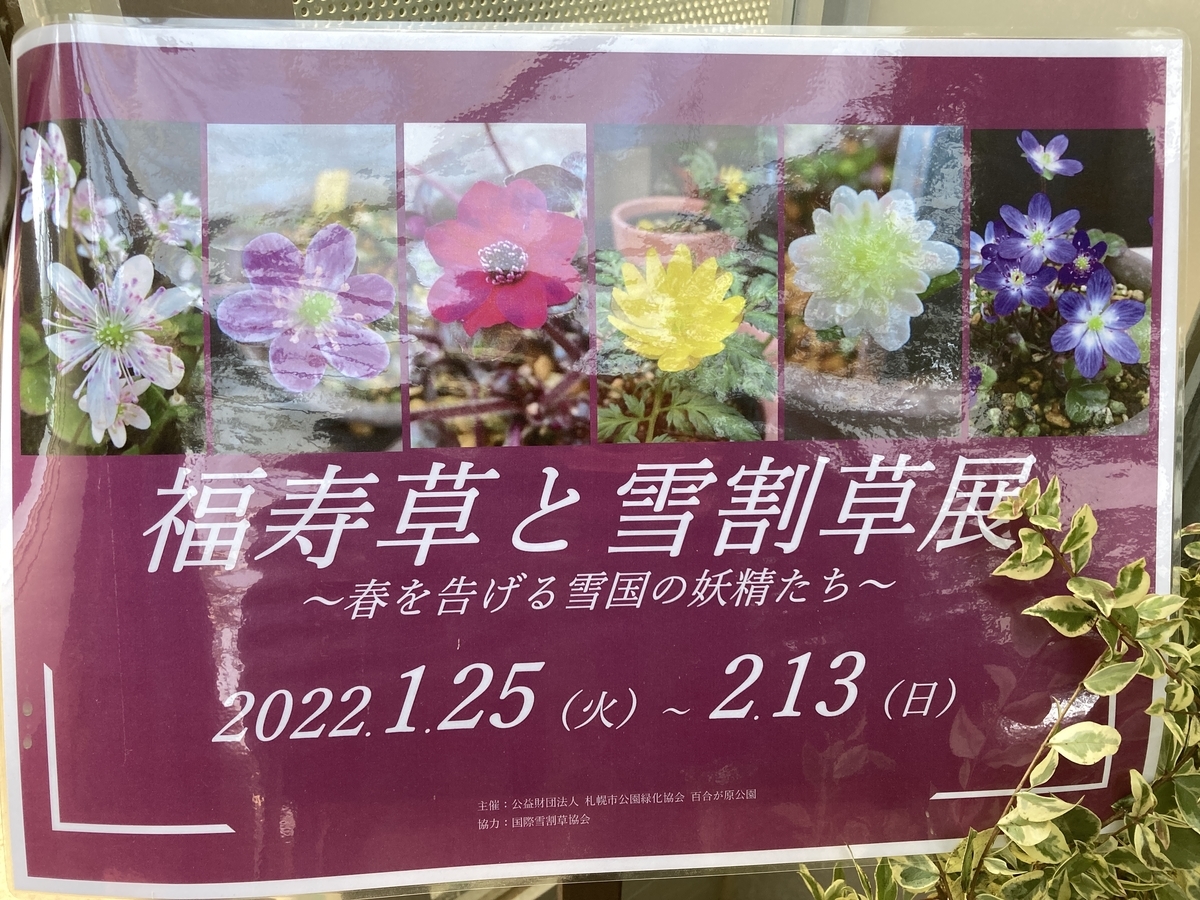 福寿草と雪割草展
～春を告げる雪国の妖精たち～
2022.1.25（火）～2.13（日）
主催：公益財団法人 札幌市公園緑化協会 百合が原公園
協力：国際雪割草協会